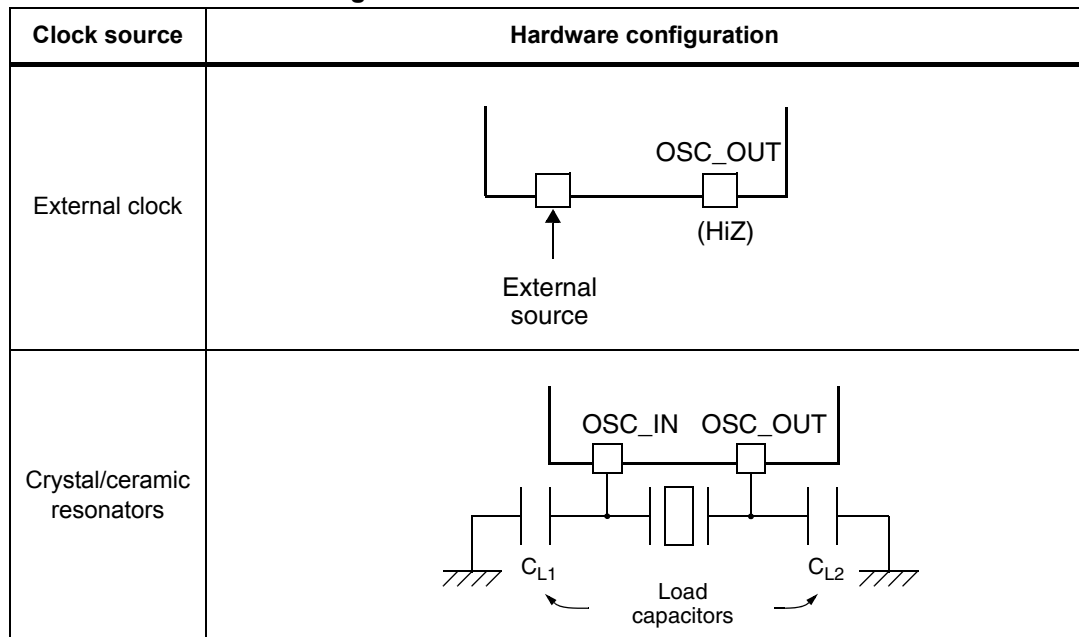 Clock source
Hardware configuration
External clock
OSC_OUT
(HiZ)
External
source
Crystal/ceramic
resonators
OSC_IN OSC_OUT
CL1
CL2
Load
capacitors